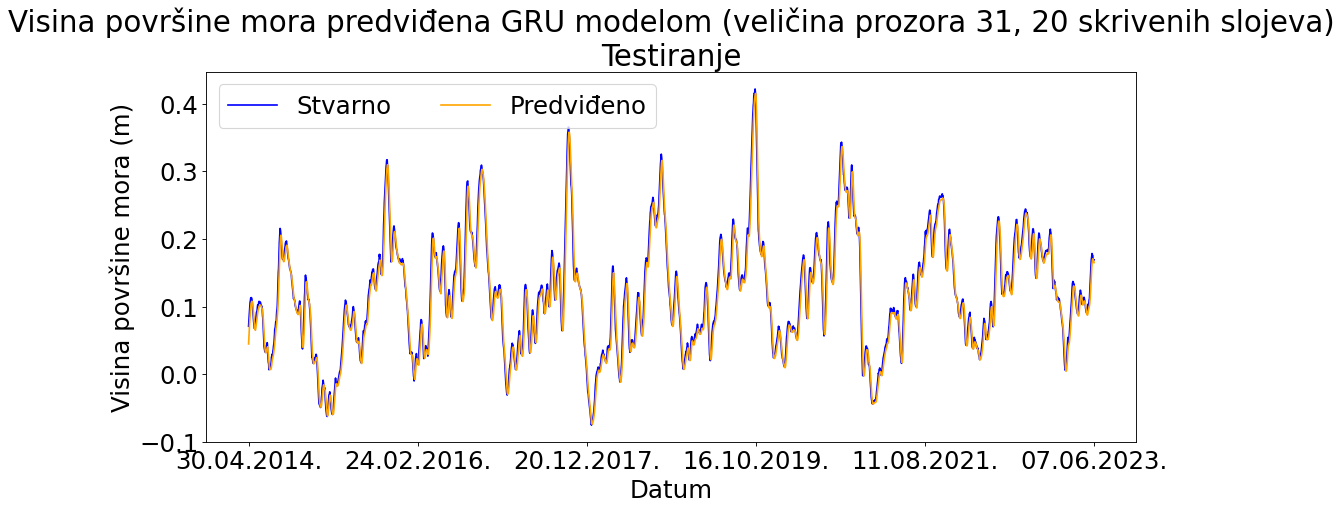 Visina površine mora predviđena GRU modelom (veličina prozora 31, 20 skrivenih slojeva)
Testiranje
Stvarno Predviđeno
Visina površine mora (m)
0.4
0.3
0.2
0.1
0.0
−0.1
30.04.2014. 24.02.2016. 20.12.2017. 16.10.2019. 11.08.2021. 07.06.2023.
Datum